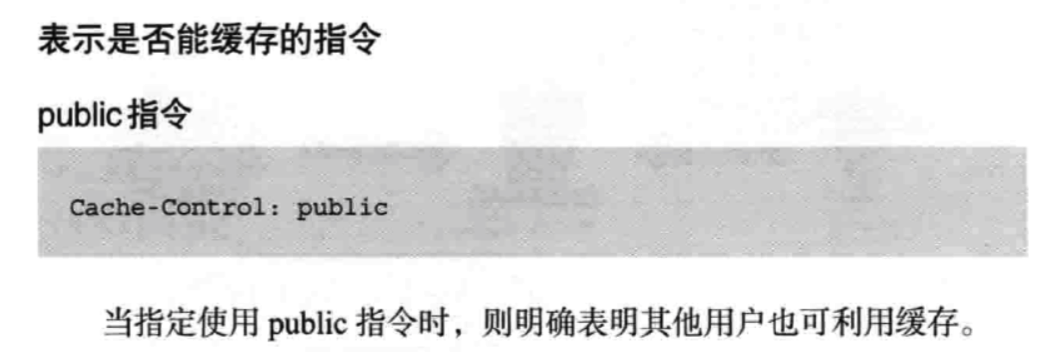 表示是否能缓存的指令
public指令
Cache-Control: public
当指定使用 public 指令时，则明确表明其他用户也可利用缓存。